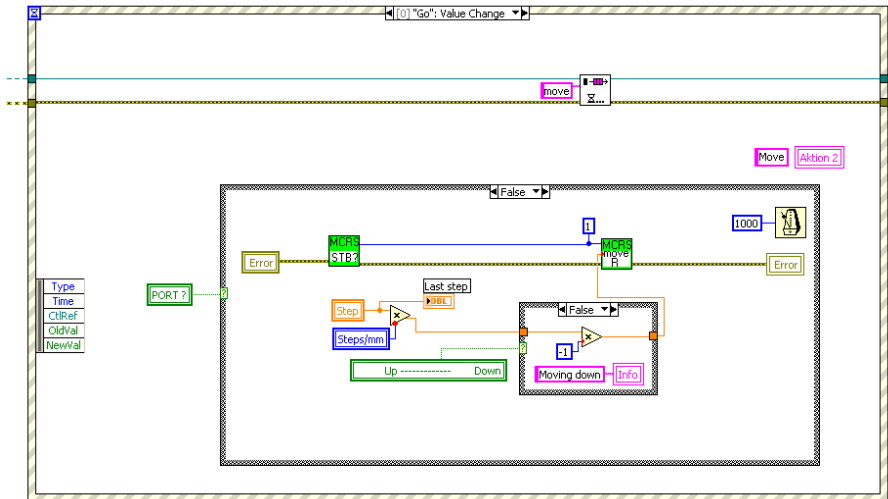 [0] "Go": Value Change
move
Move
Aktion 2
False
1
1000
MCRS
STB?
MCRS
move
R
Error
Error
Type
Time
CtlRef
OldVal
NewVal
PORT ?
Last step
Step
DBL
False
Steps/mm
-1
Up ------------- Down
Moving down
Info